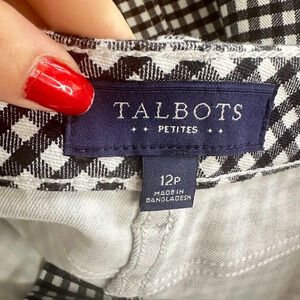 TALBOTS
PETITES
12P
MADE IN
BANGLADESH